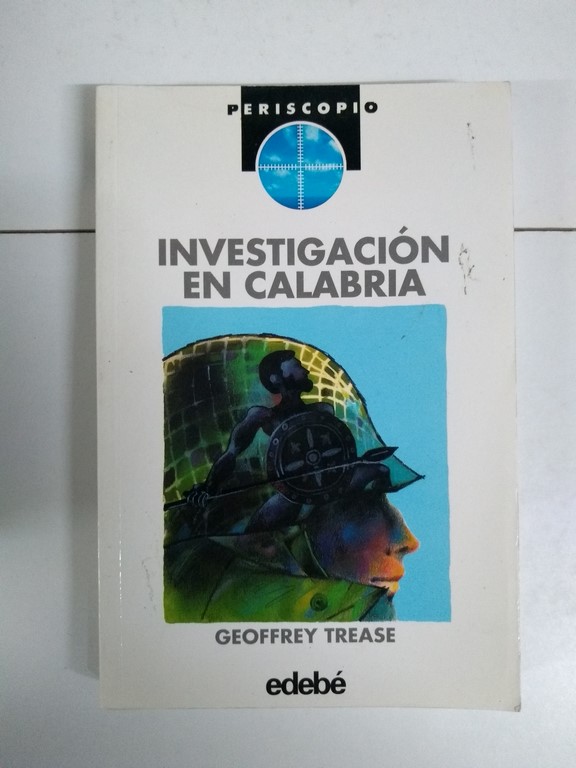 PERISCOPIO
INVESTIGACIÓN
EN CALABRIA
GEOFFREY TREASE
edebé